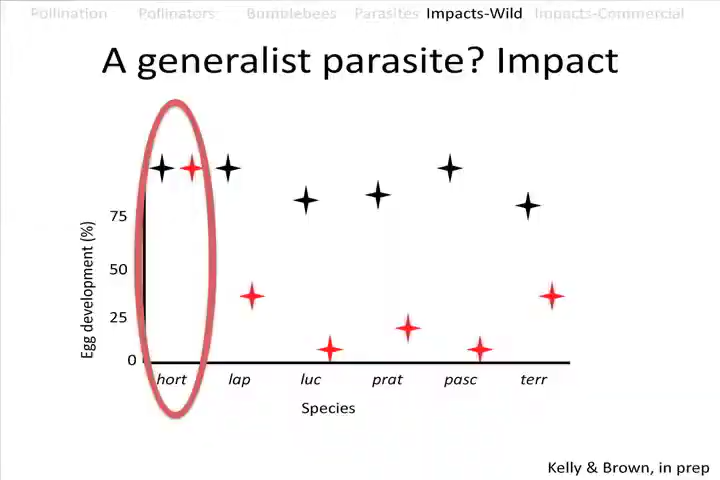 Pollination Pollinators Bumblebees Parasites Impacts-Wild Impacts-Commercial
A generalist parasite? Impact
75
50
25
0
Egg development (%)
hort lap luc prat pasc terr
Species
Kelly & Brown, in prep